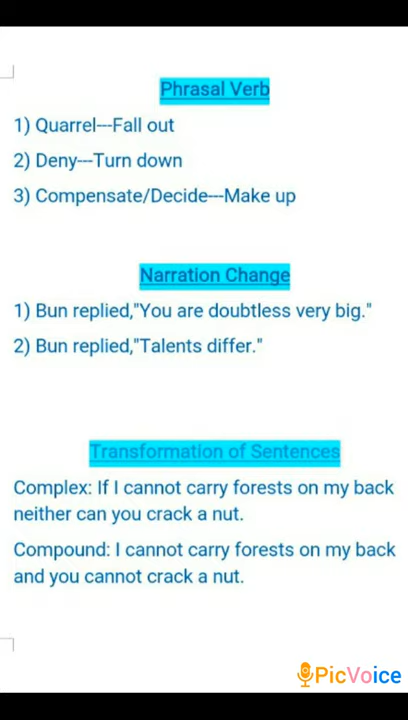 Phrasal Verb
1) Quarrel---Fall out
2) Deny---Turn down
3) Compensate/Decide---Make up
Narration Change
1) Bun replied,"You are doubtless very big."
2) Bun replied,"Talents differ."
Transformation of Sentences
Complex: If I cannot carry forests on my back
neither can you crack a nut.
Compound: I cannot carry forests on my back
and you cannot crack a nut.
PicVoice